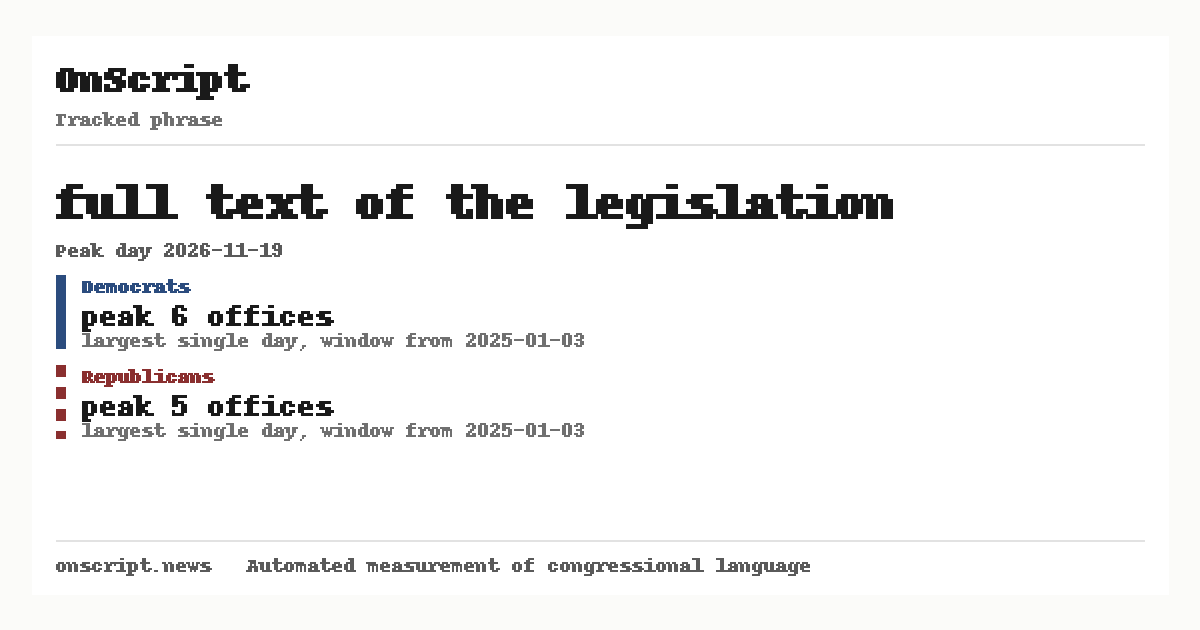 OnScript
Tracked phrase
full text of the legislation
Peak day 2026-11-19
Democrats
peak 6 offices
largest single day, window from 2025-01-03
Republicans
peak 5 offices
largest single day, window from 2025-01-03
onscript.news Automated measurement of congressional language